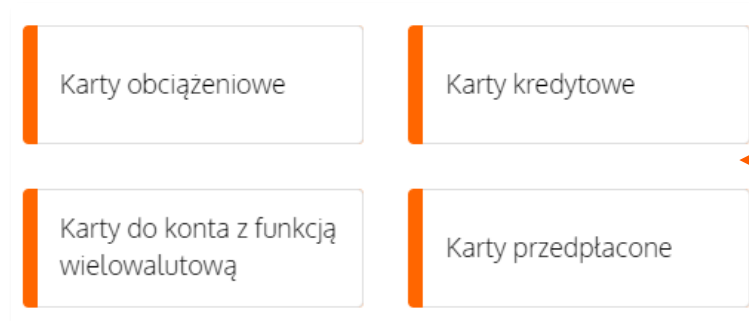 Karty obciążeniowe
Karty kredytowe
Karty do konta z funkcją
wielowalutową
Karty przedpłacone